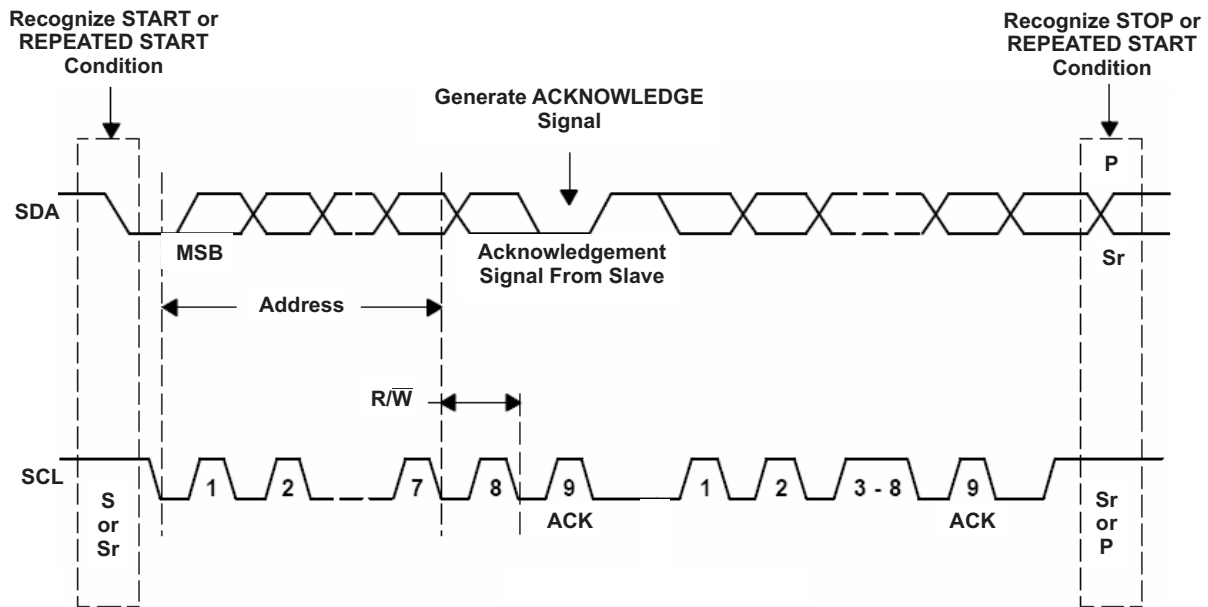 Recognize START or
REPEATED START
Condition
Recognize STOP or
REPEATED START
Condition
Generate ACKNOWLEDGE
Signal
P
SDA
MSB
Acknowledgement
Signal From Slave
Sr
Address
R/W̅
SCL
1
2
7
8
9
1
2
3 - 8
9
ACK
ACK
S
or
Sr
Sr
or
P